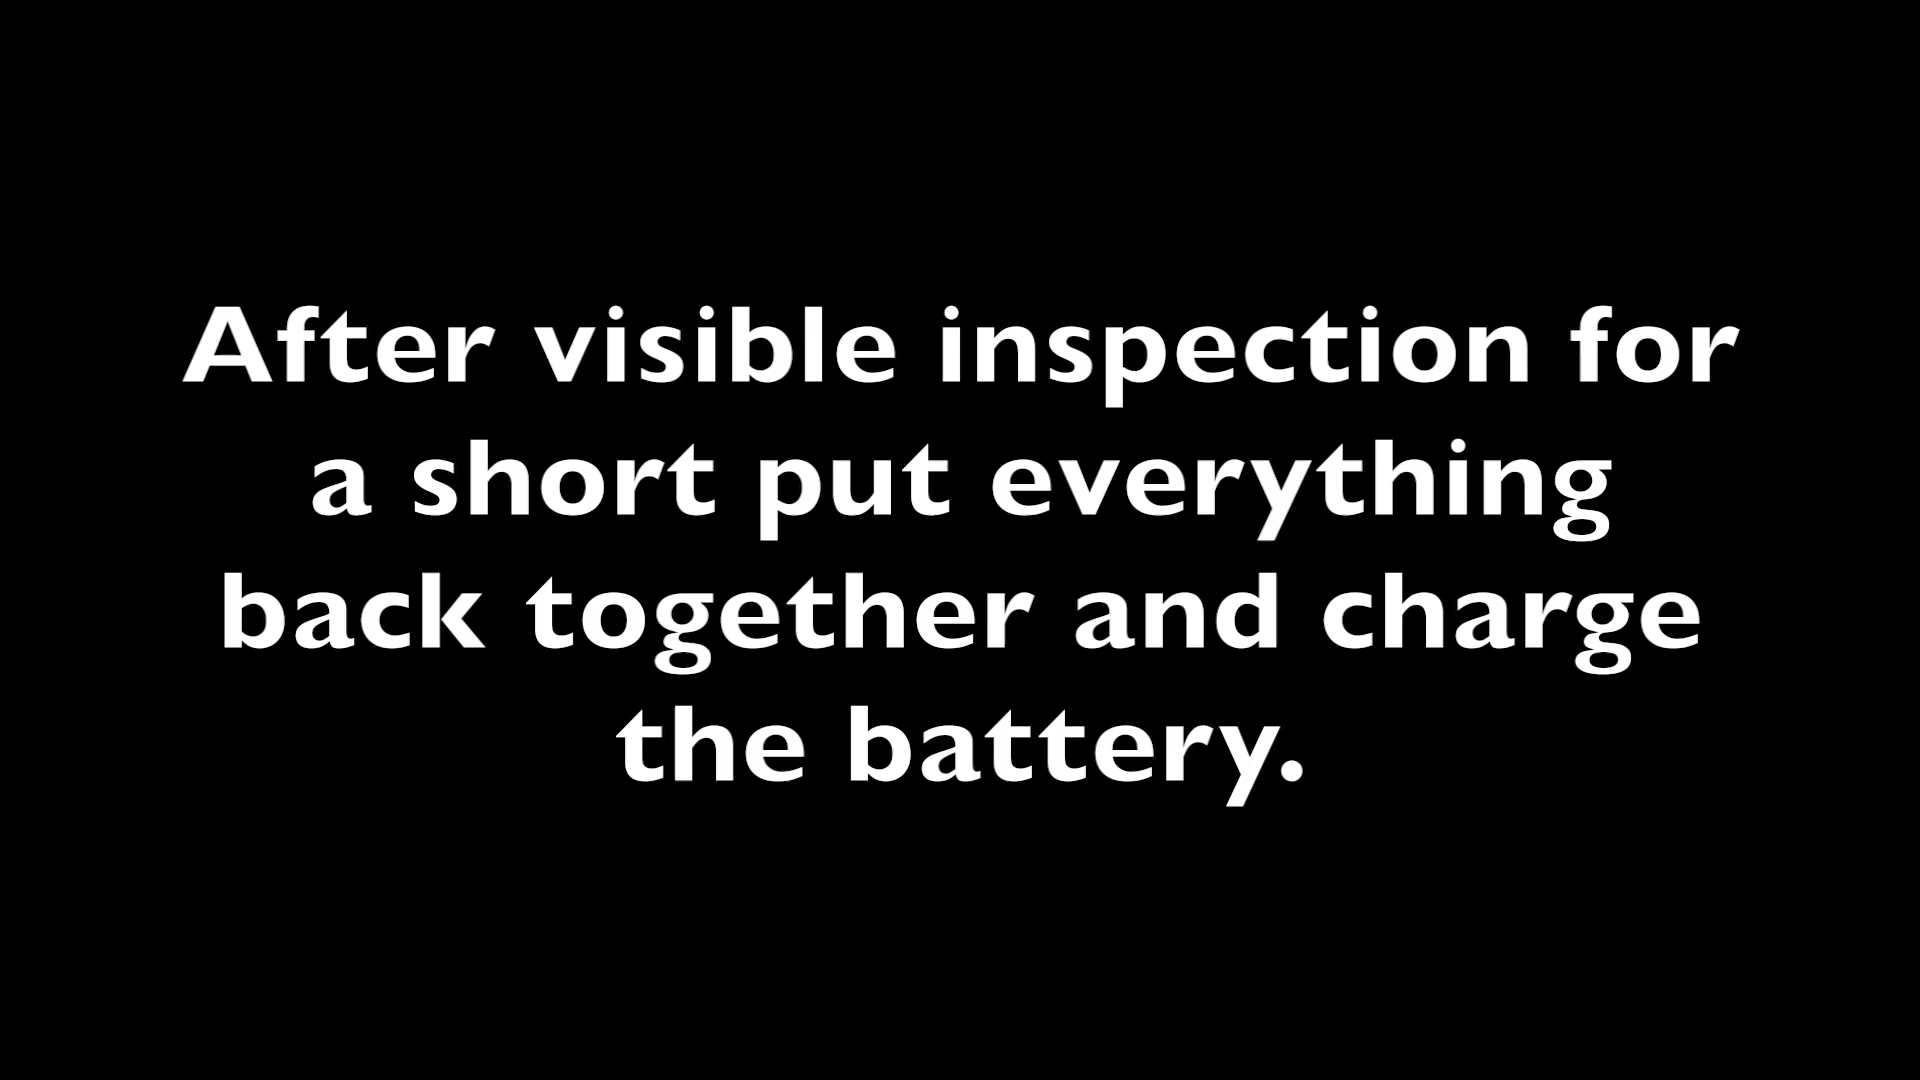 After visible inspection for
a short put everything
back together and charge
the battery.